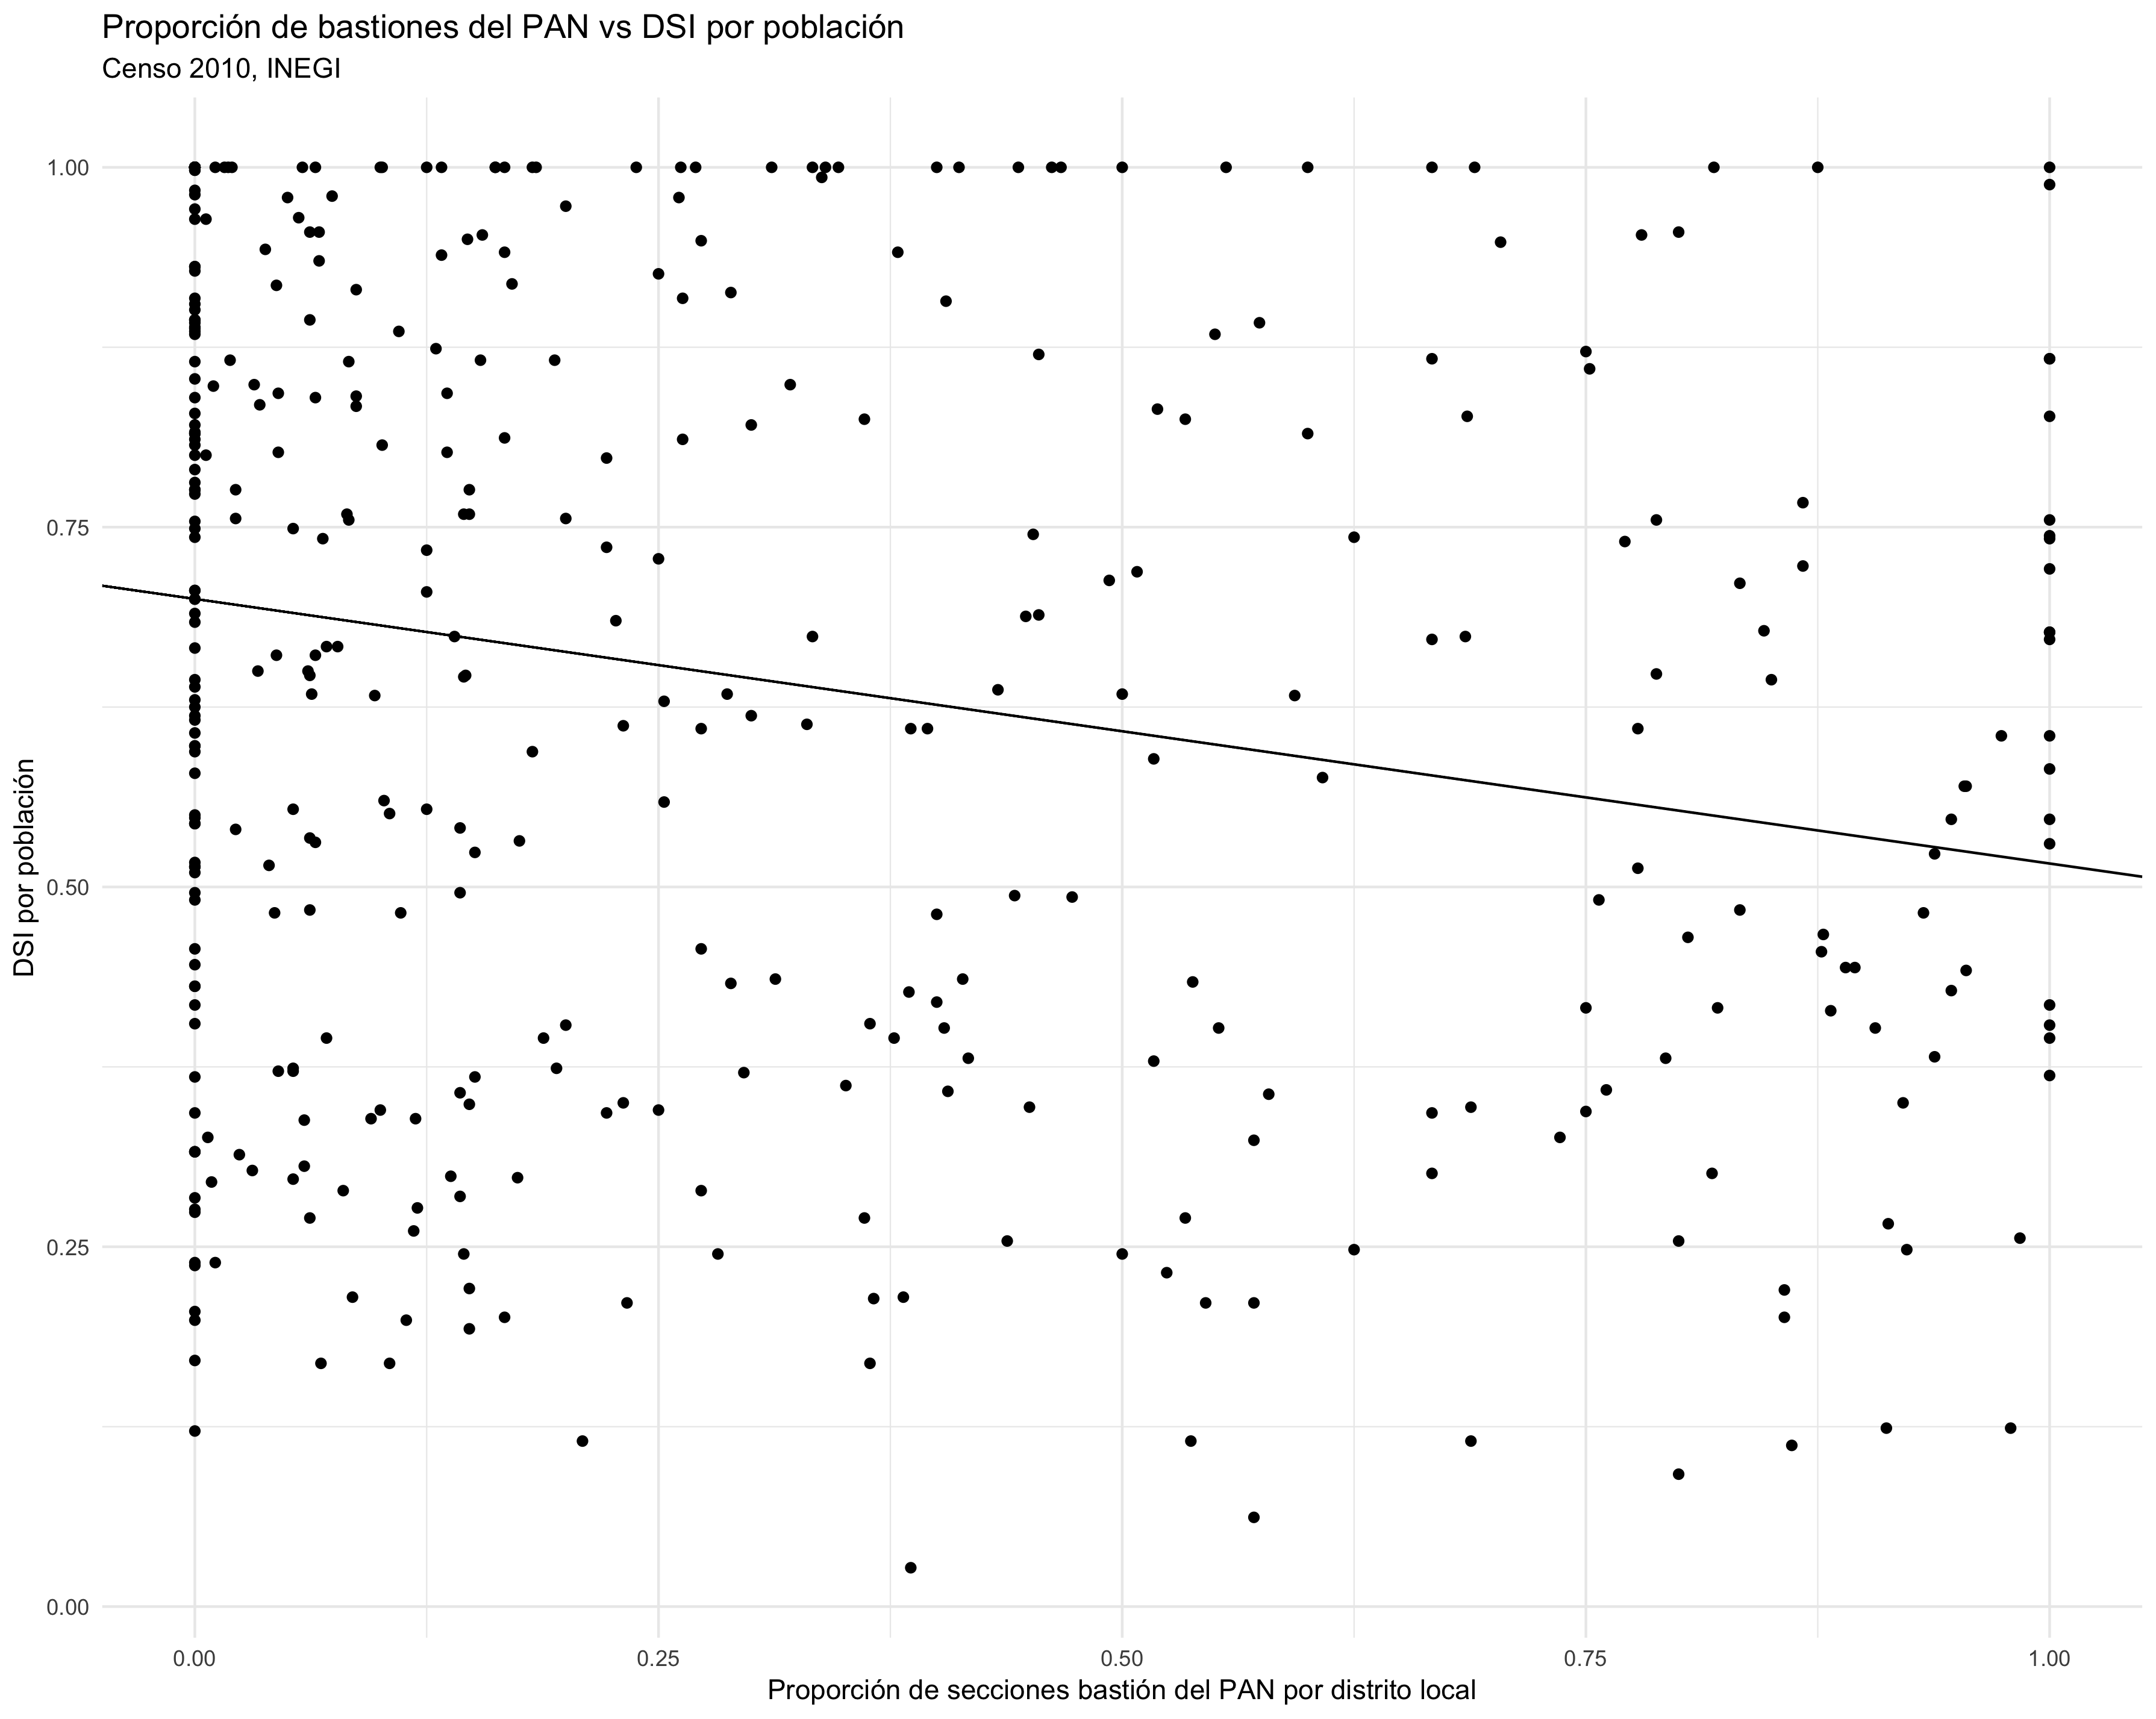 Proporción de bastiones del PAN vs DSI por población
Censo 2010, INEGI
DSI por población
1.00
0.75
0.50
0.25
0.00
0.00 0.25 0.50 0.75 1.00
Proporción de secciones bastión del PAN por distrito local